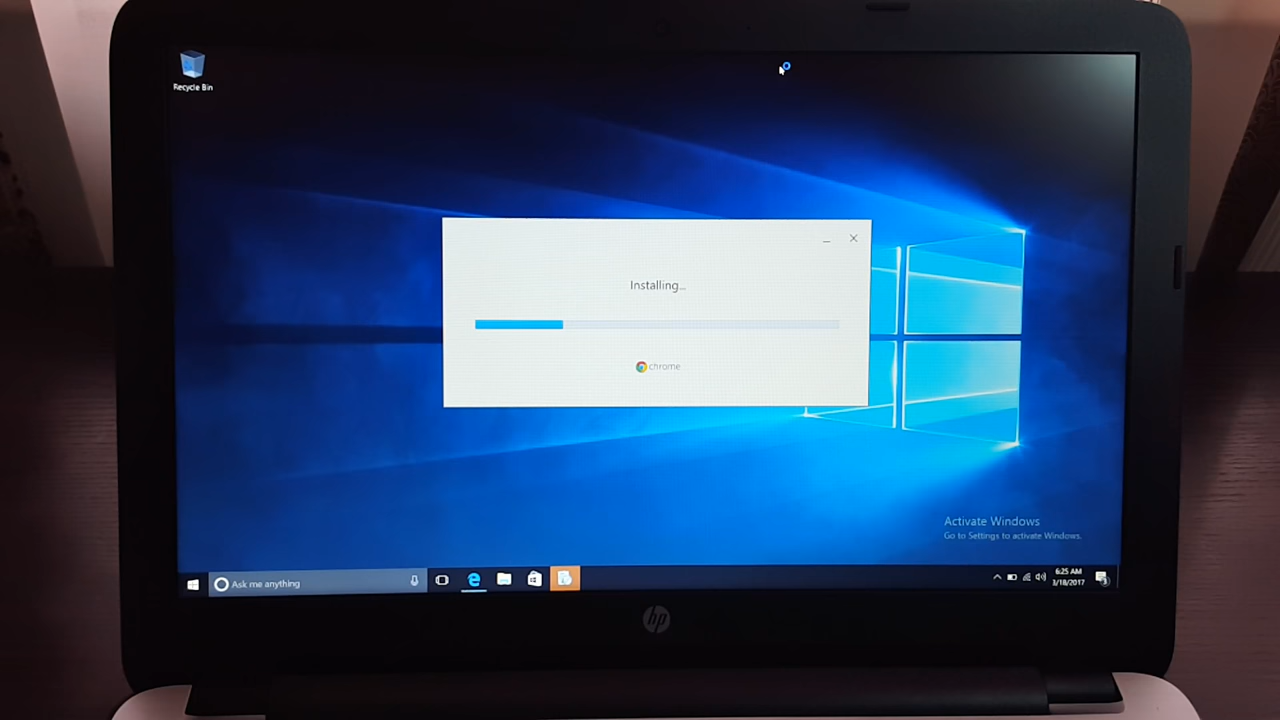 Recycle Bin
Installing...
chrome
Activate Windows
Go to Settings to activate Windows.
Ask me anything
6:25 AM
3/18/2017
hp